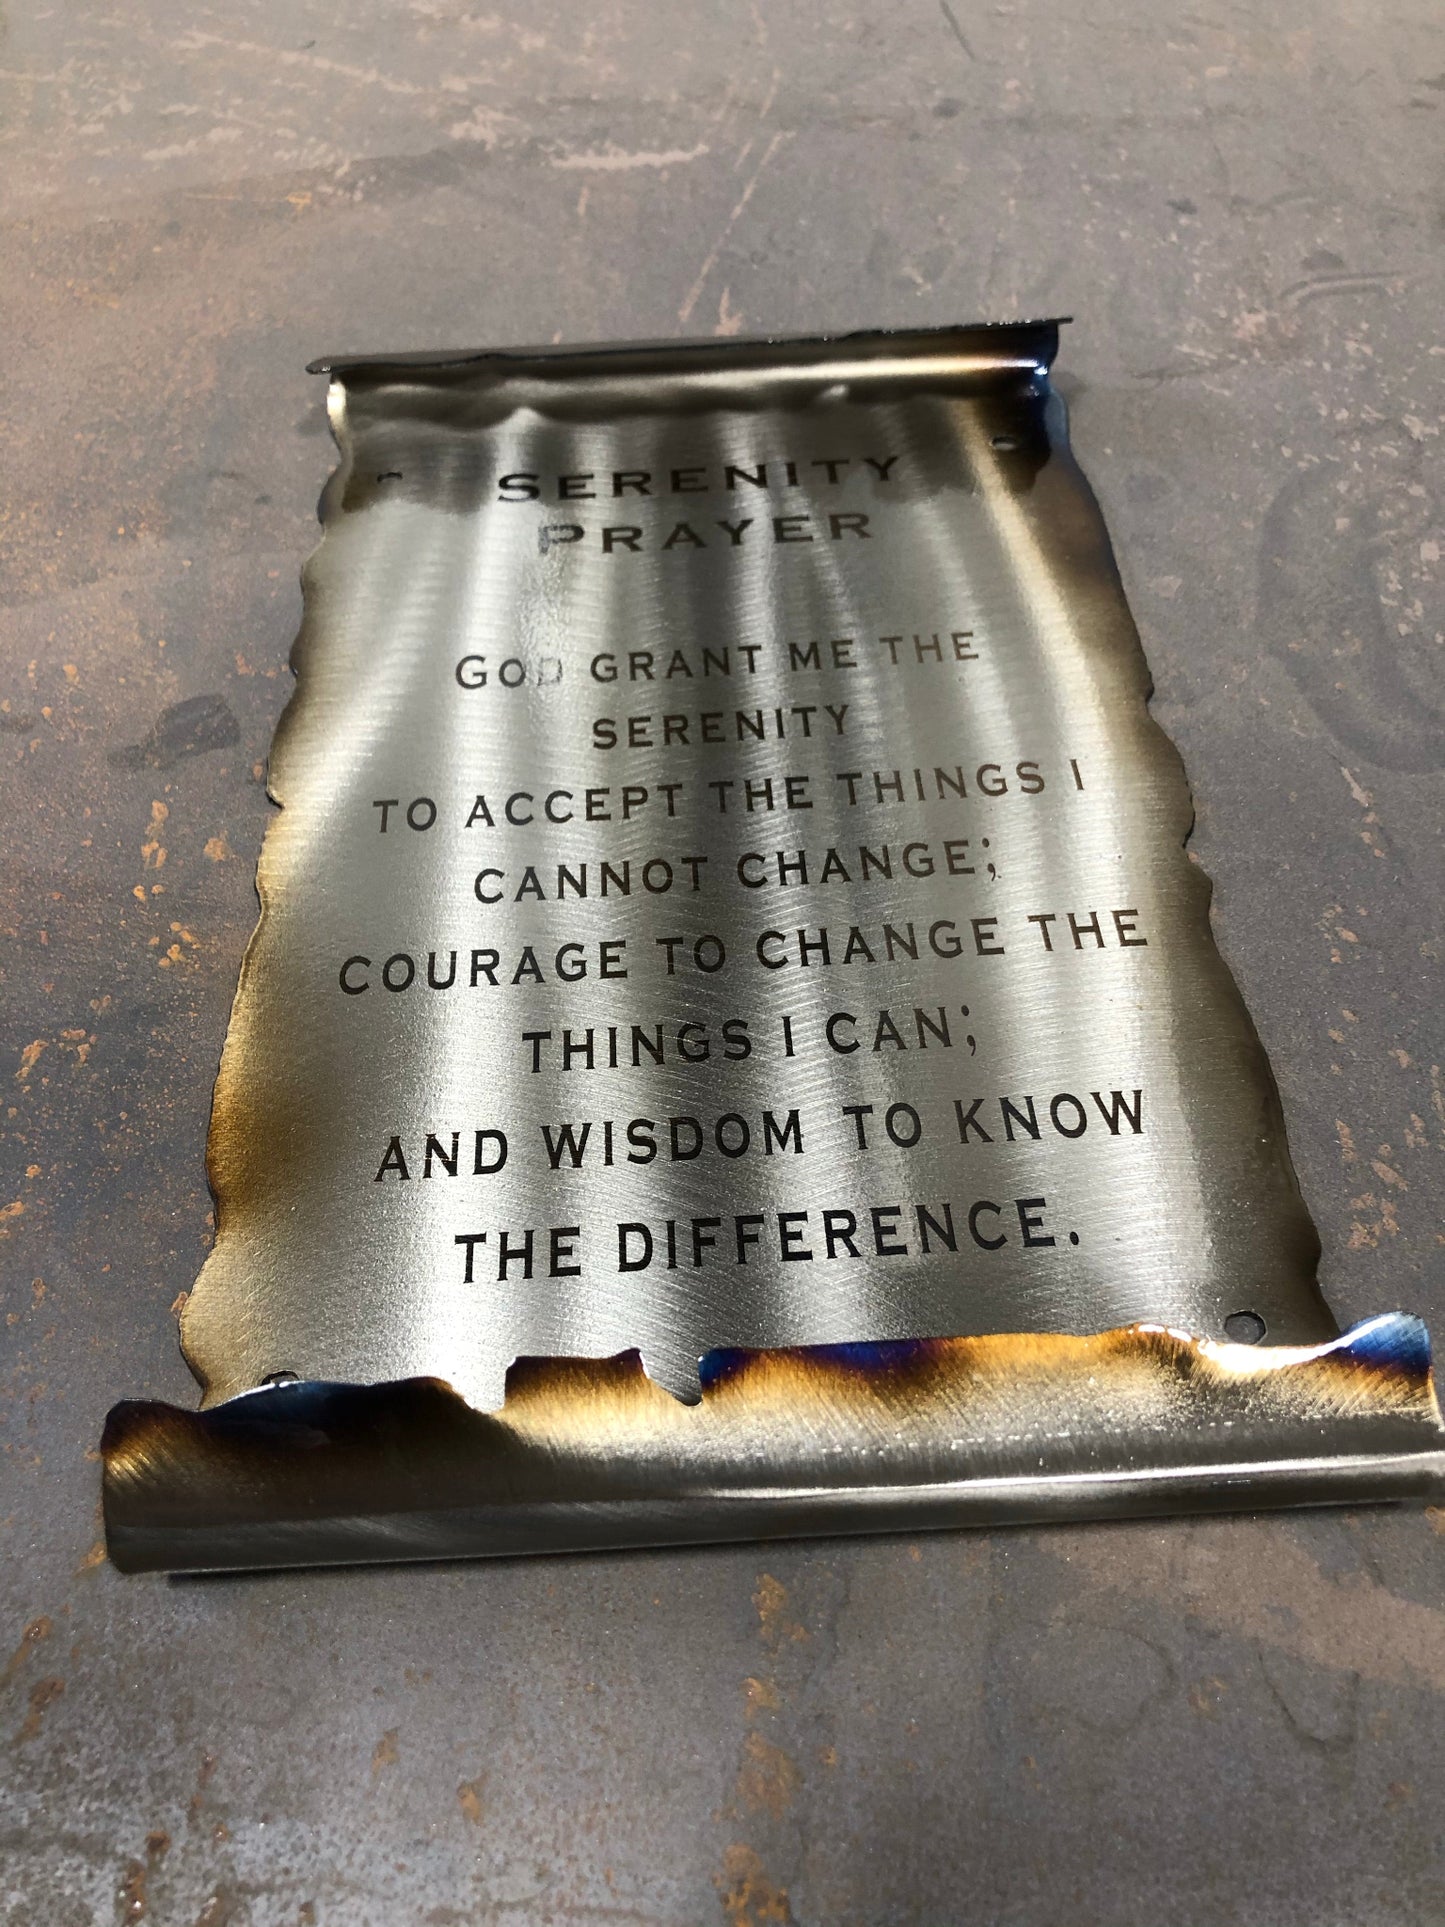 SERENITY
PRAYER
GOD GRANT ME THE
SERENITY
TO ACCEPT THE THINGS I
CANNOT CHANGE;
COURAGE TO CHANGE THE
THINGS I CAN;
AND WISDOM TO KNOW
THE DIFFERENCE.